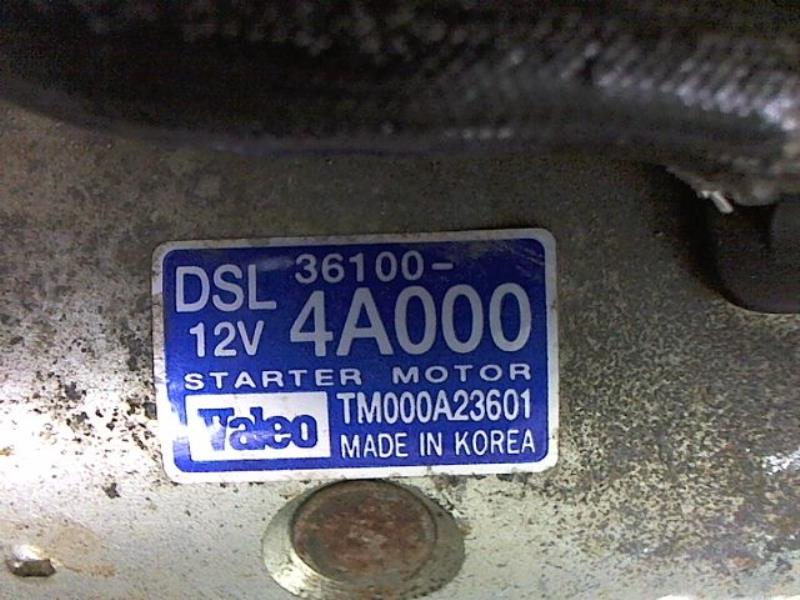 DSL 36100-
12V 4A000
STARTER MOTOR
Valeo TM000A23601
MADE IN KOREA